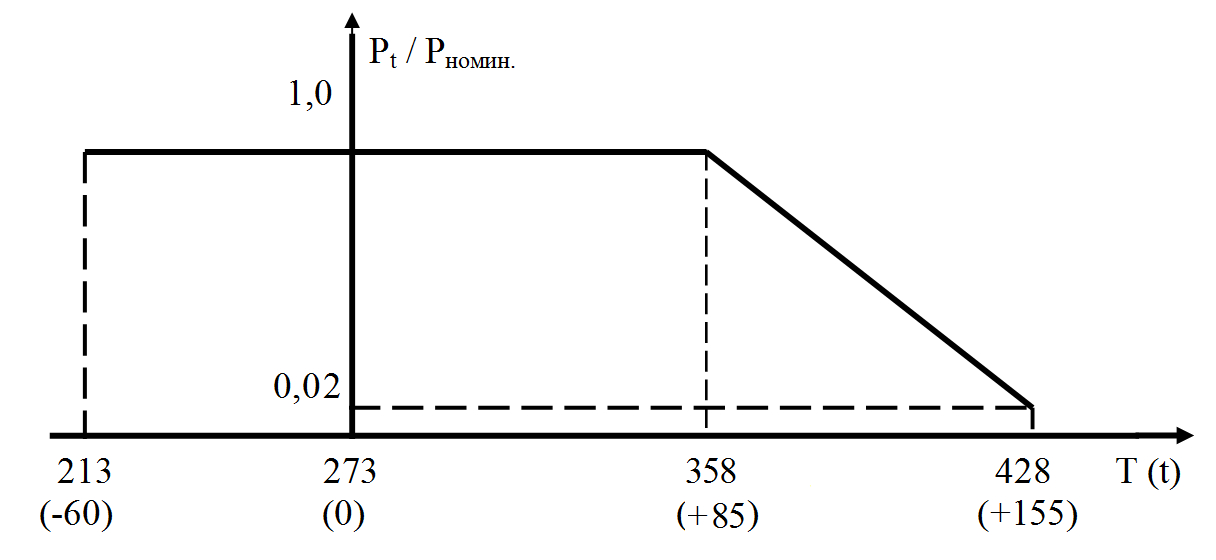 Pt / Pномин.
1,0
0,02
213 273 358 428 T (t)
(-60) (0) (+85) (+155)